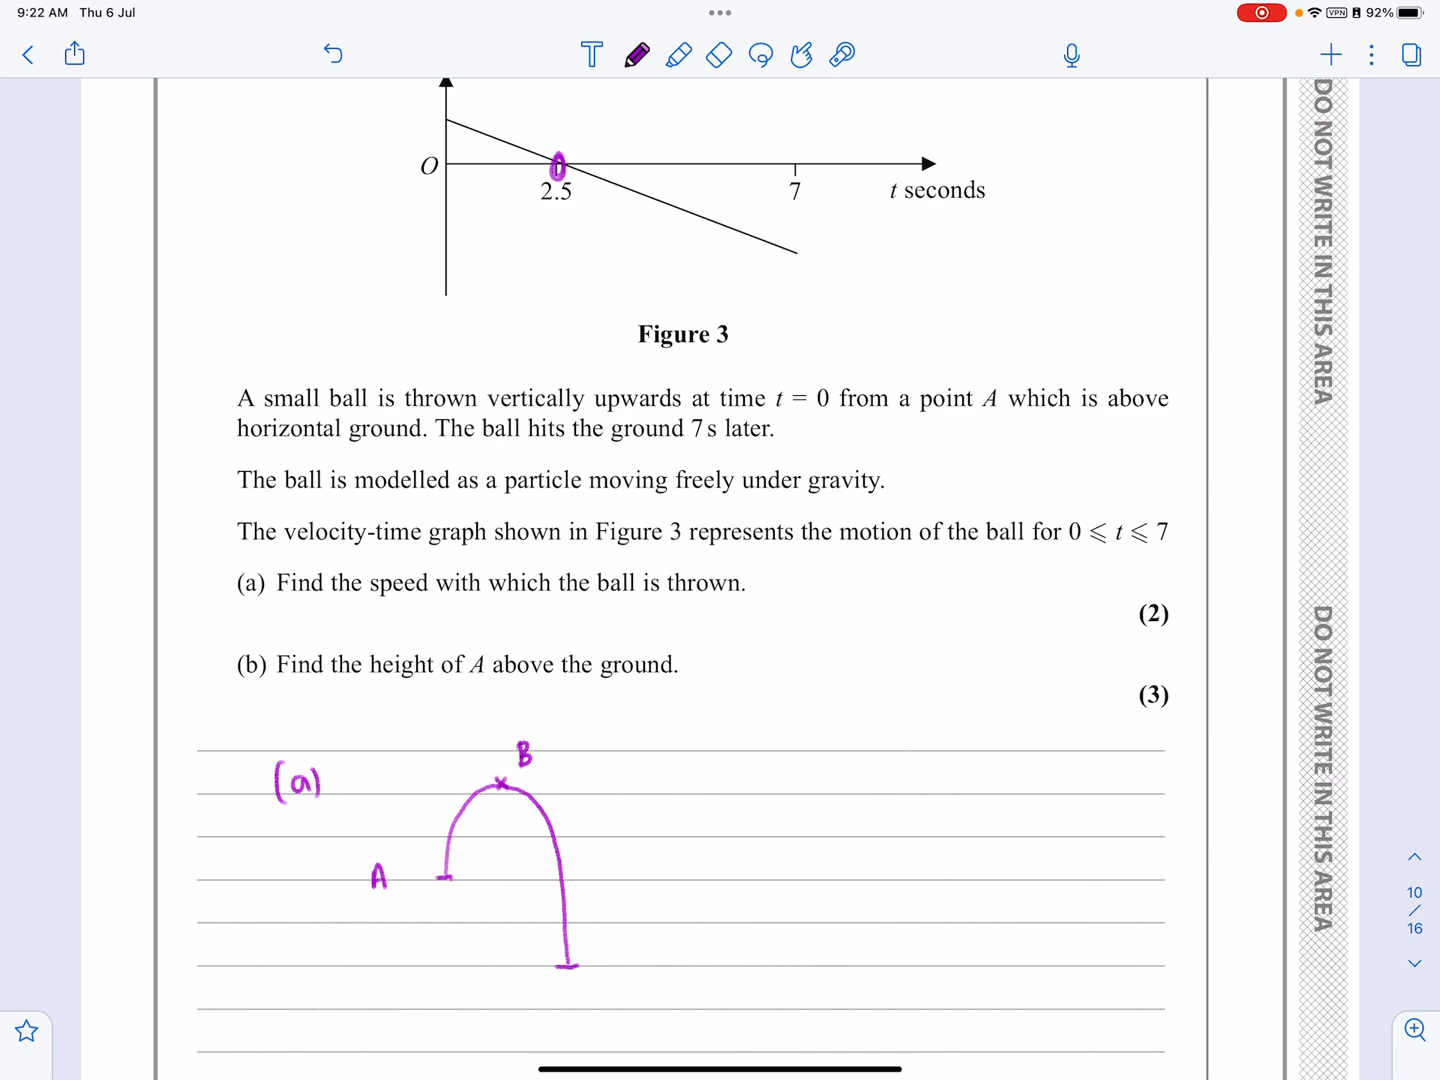 9:22 AM Thu 6 Jul
VPN 92%
T
O
2.5
7
t seconds
Figure 3
A small ball is thrown vertically upwards at time t = 0 from a point A which is above
horizontal ground. The ball hits the ground 7 s later.
The ball is modelled as a particle moving freely under gravity.
The velocity-time graph shown in Figure 3 represents the motion of the ball for 0 ⩽ t ⩽ 7
(a) Find the speed with which the ball is thrown.
(2)
(b) Find the height of A above the ground.
(3)
(a)
B
A
DO NOT WRITE IN THIS AREA
DO NOT WRITE IN THIS AREA
10
/
16